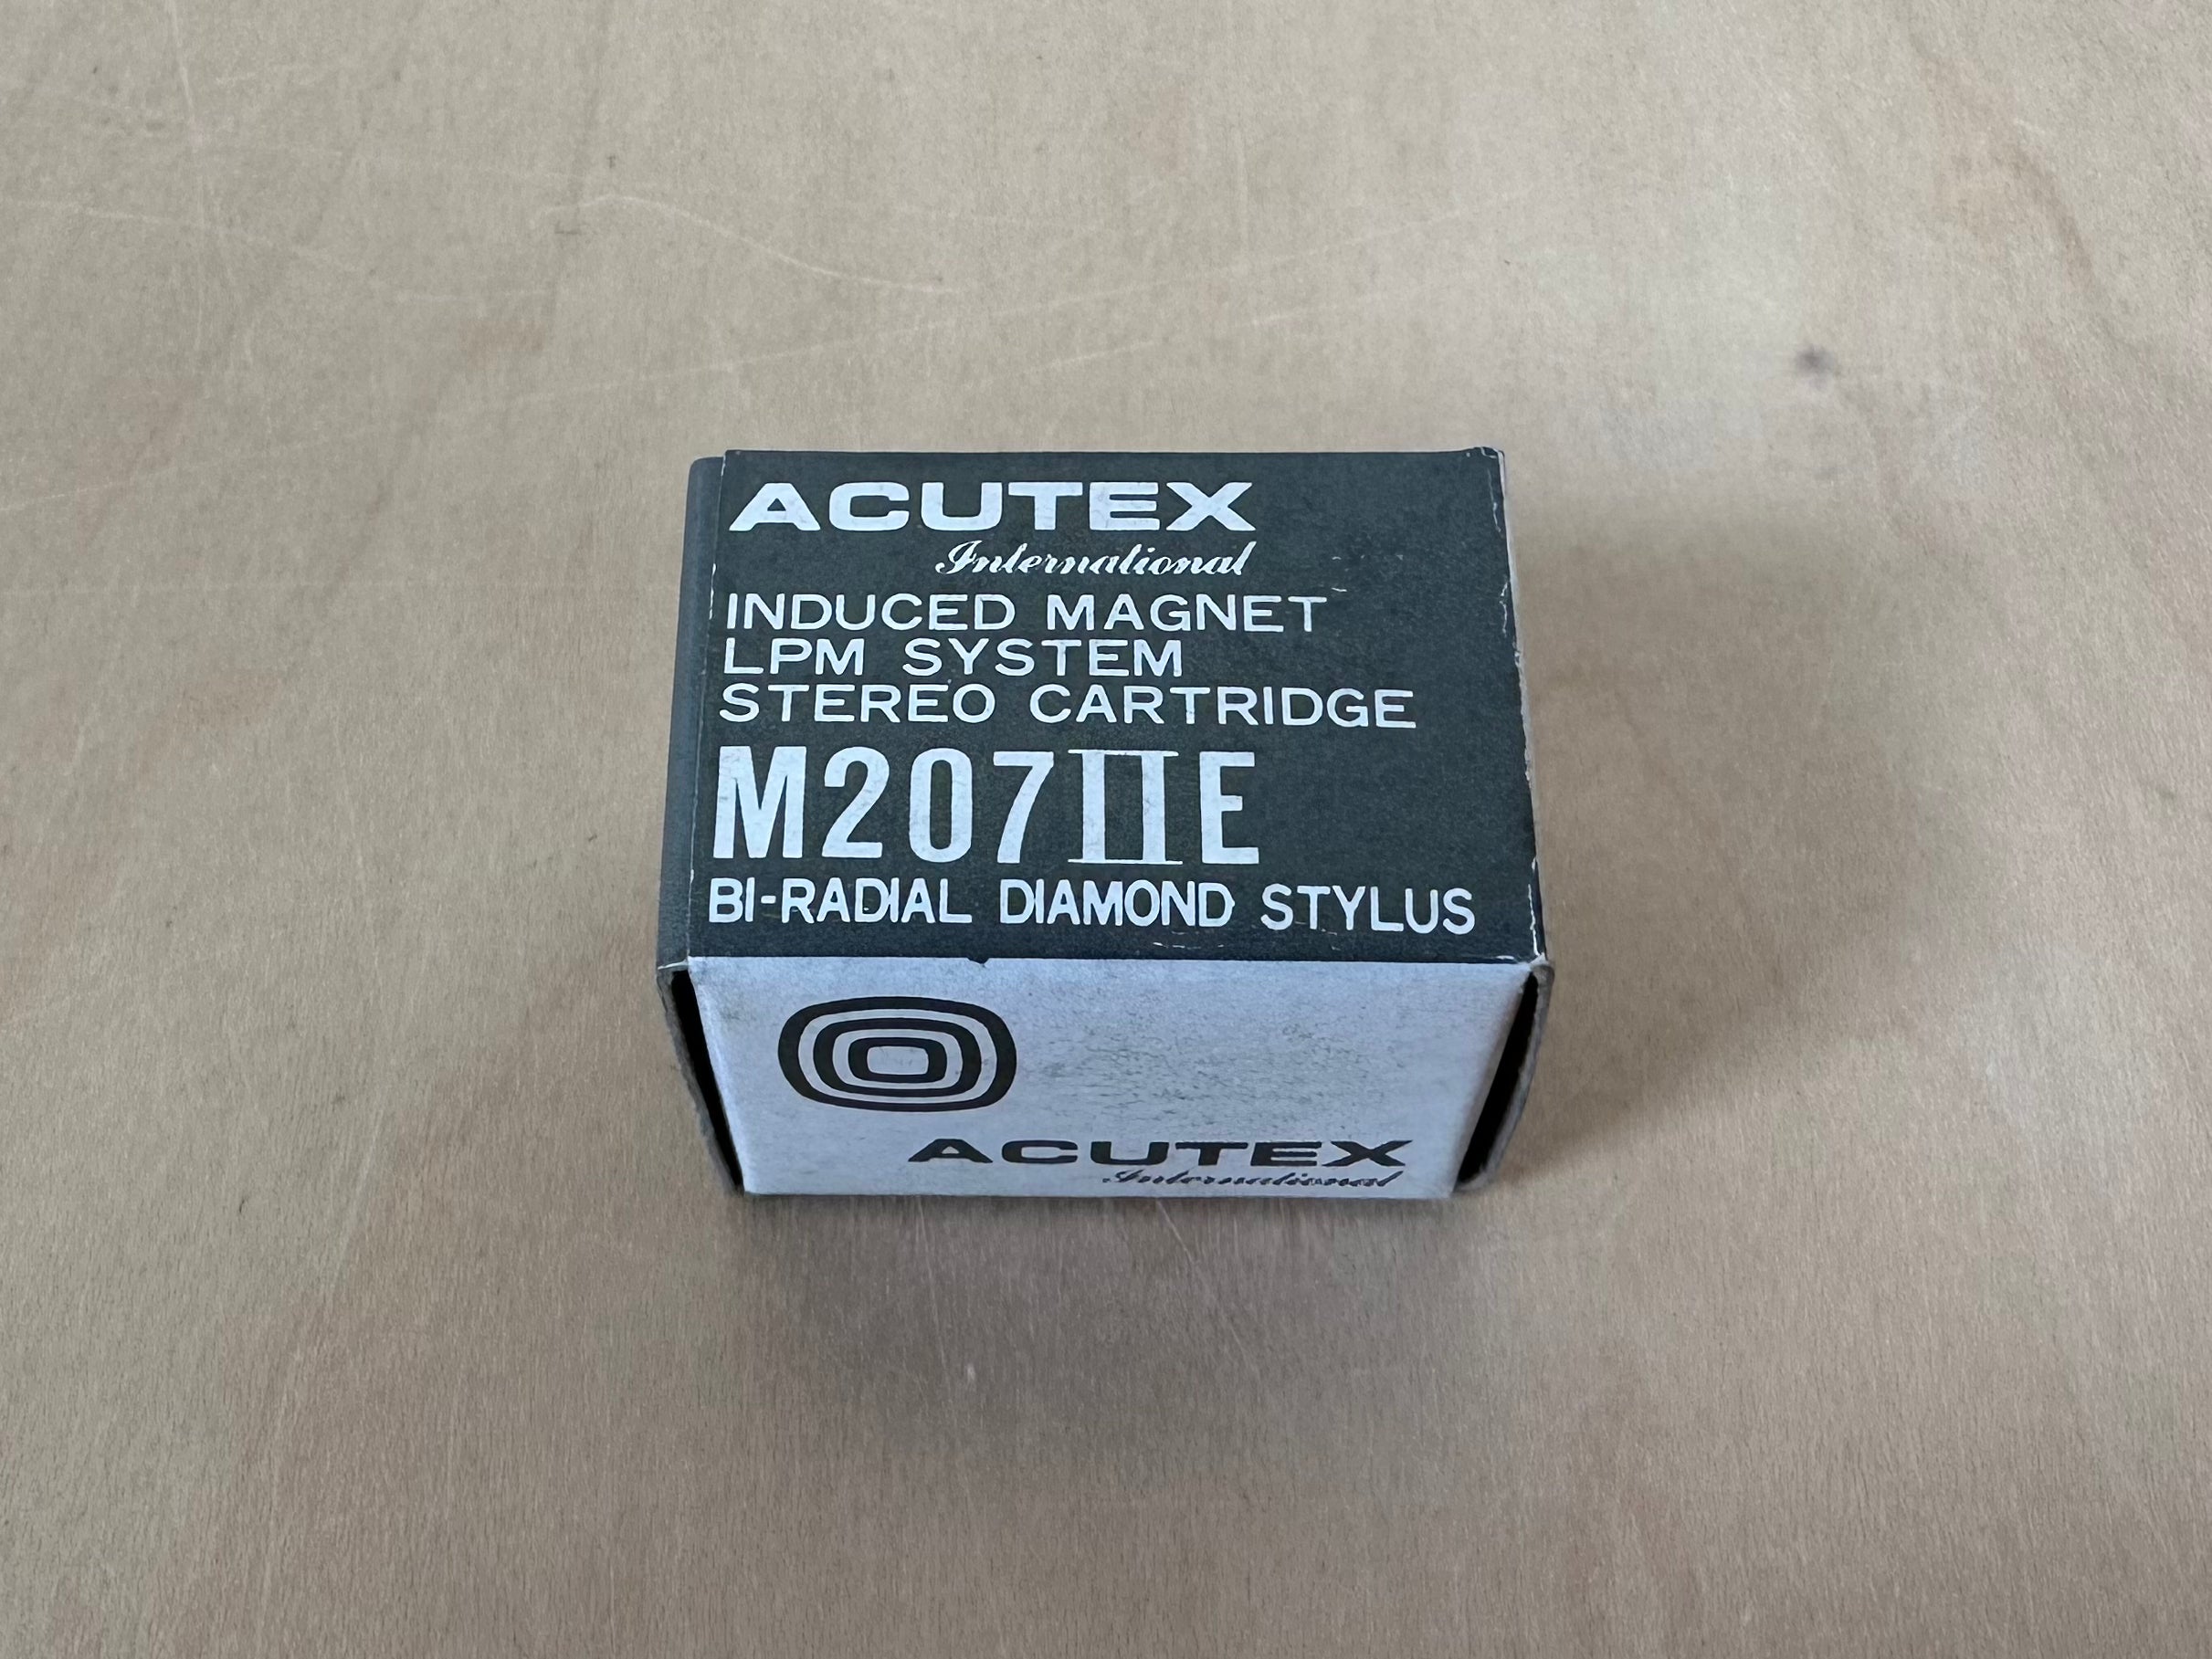 ACUTEX
International
INDUCED MAGNET
LPM SYSTEM
STEREO CARTRIDGE
M207IIE
BI-RADIAL DIAMOND STYLUS
ACUTEX
International